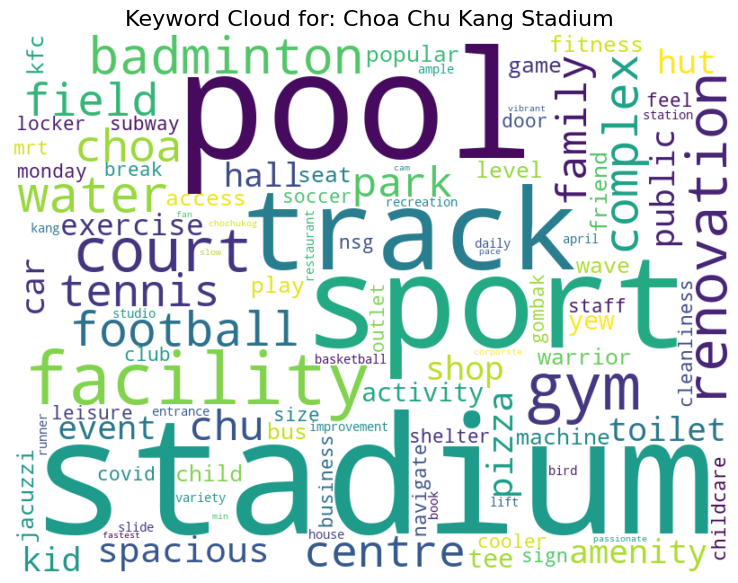 Keyword Cloud for: Choa Chu Kang Stadium
kfc
badminton
pool
popular
ample
fitness
game
hut
field
locker
subway
vibrant
door
family
complex
feel
station
renovation
mrt
choa
monday
break
hall
seat
cam
level
friend
public
water
access
soccer
park
recreation
kang
exercise
fan
chochukog
slow
restaurant
track
nsg
daily
pace
april
car
court
tennis
play
sport
wave
gombak
staff
yew
cleanliness
studio
football
outlet
club
basketball
corporste
warrior
facility
shop
activity
gym
leisure
entrance
size
improvement
pizza
runner
event
chu
bus
shelter
machine
toilet
stadium
jacuzzi
covid
child
variety
min
business
navigate
book
lift
bird
childcare
slide
fastest
house
passionate
kid
spacious
centre
cooler
tee
sign
amenity